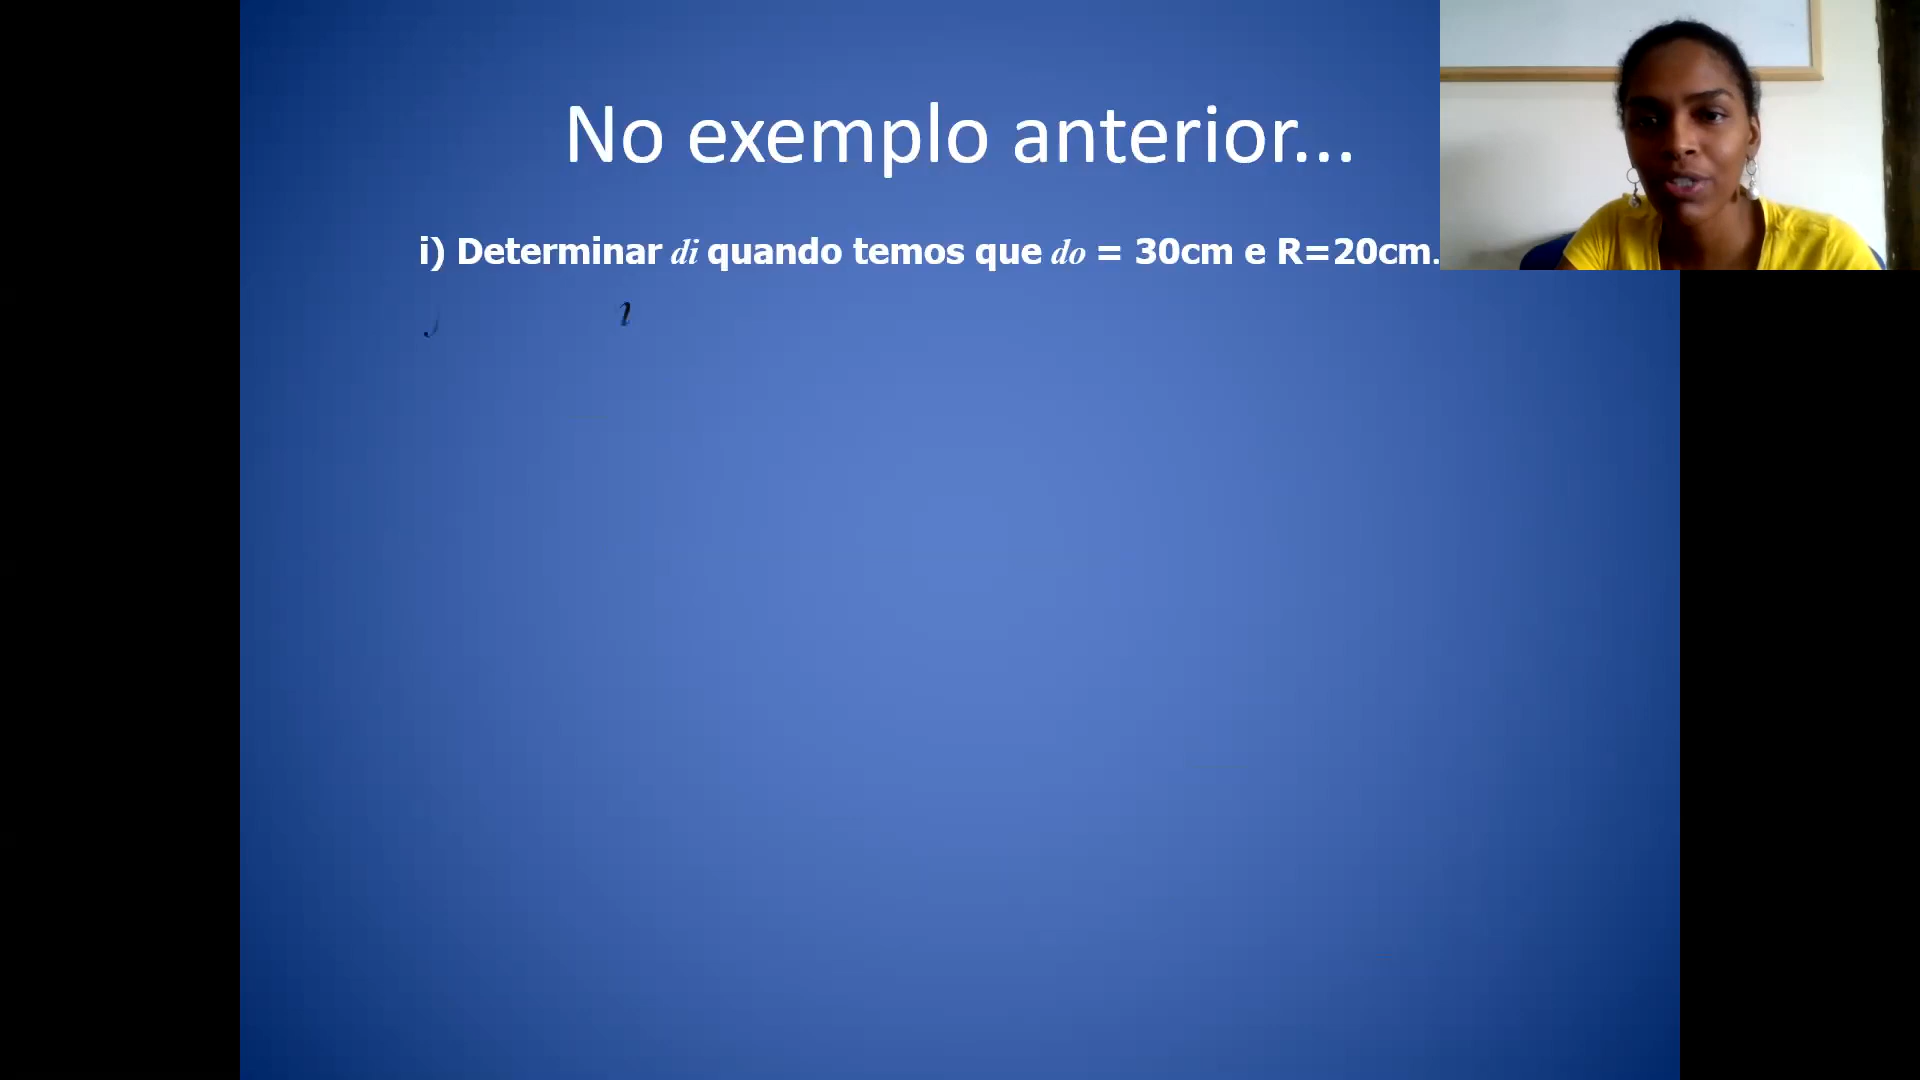 No exemplo anterior...
i) Determinar di quando temos que do = 30cm e R=20cm.